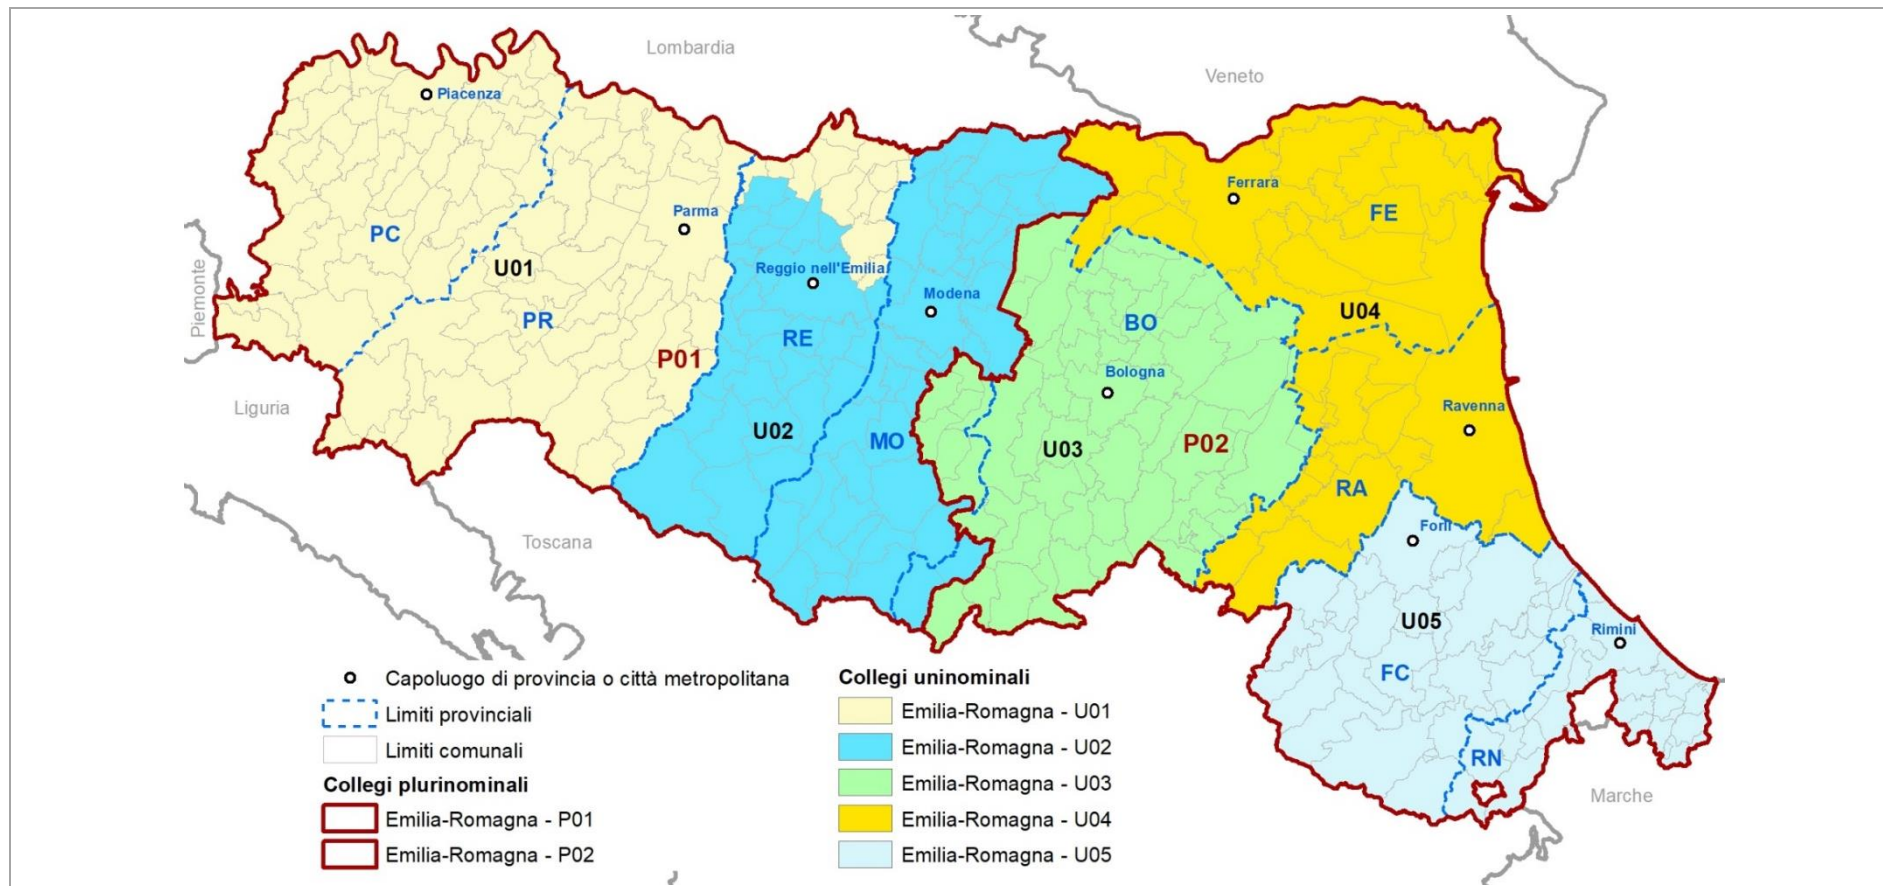 Lombardia
Veneto
Piacenza
Ferrara
Parma
FE
PC
U01
Reggio nell'Emilia
Piemonte
Modena
PR
RE
BO
U04
P01
Bologna
Liguria
Ravenna
U02
MO
U03
P02
RA
Toscana
Forlì
U05
Rimini
FC
RN
Marche
Capoluogo di provincia o città metropolitana
Limiti provinciali
Limiti comunali
Collegi plurinominali
Emilia-Romagna - P01
Emilia-Romagna - P02
Collegi uninominali
Emilia-Romagna - U01
Emilia-Romagna - U02
Emilia-Romagna - U03
Emilia-Romagna - U04
Emilia-Romagna - U05